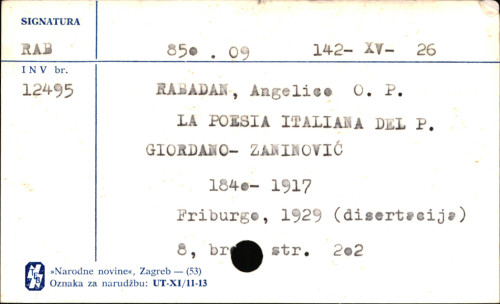 SIGNATURA
RAB 850 . 09 142- XV- 26
INV br.
12495 RABADAN, Angelico O. P.
LA POESIA ITALIANA DEL P.
GIORDANO- ZANINOVIĆ
1840- 1917
Friburgo, 1929 (disertacija)
8, str. 202
»Narodne novine«, Zagreb — (53)
Oznaka za narudžbu: UT-XI/11-13